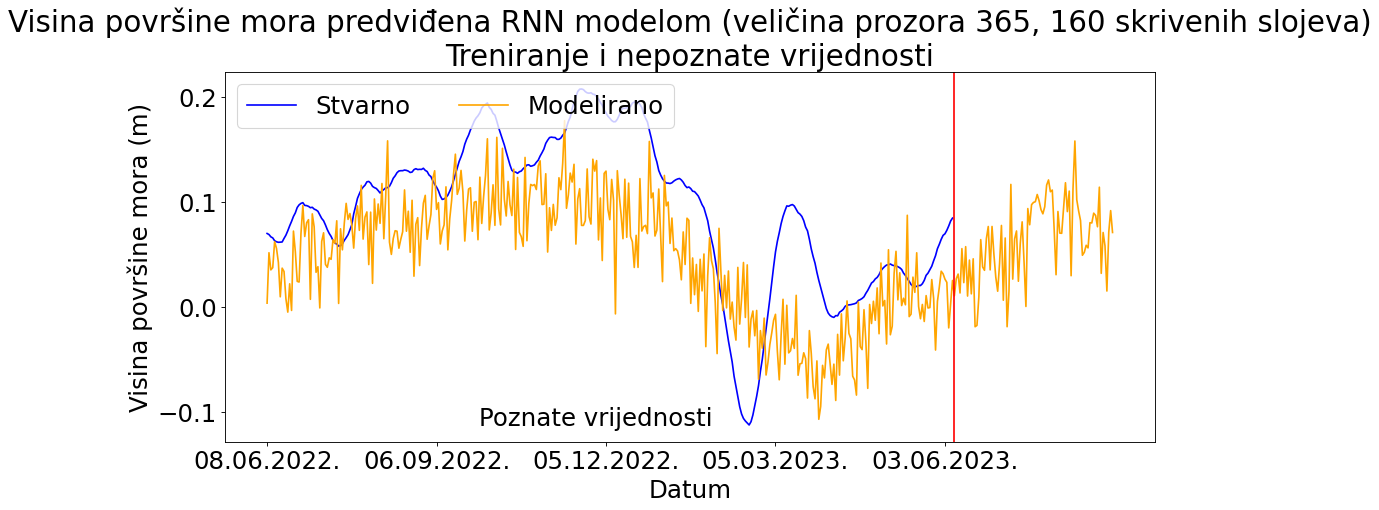 Visina površine mora predviđena RNN modelom (veličina prozora 365, 160 skrivenih slojeva)
Treniranje i nepoznate vrijednosti
Stvarno Modelirano
Visina površine mora (m)
0.2
0.1
0.0
−0.1
Poznate vrijednosti
08.06.2022. 06.09.2022. 05.12.2022. 05.03.2023. 03.06.2023.
Datum